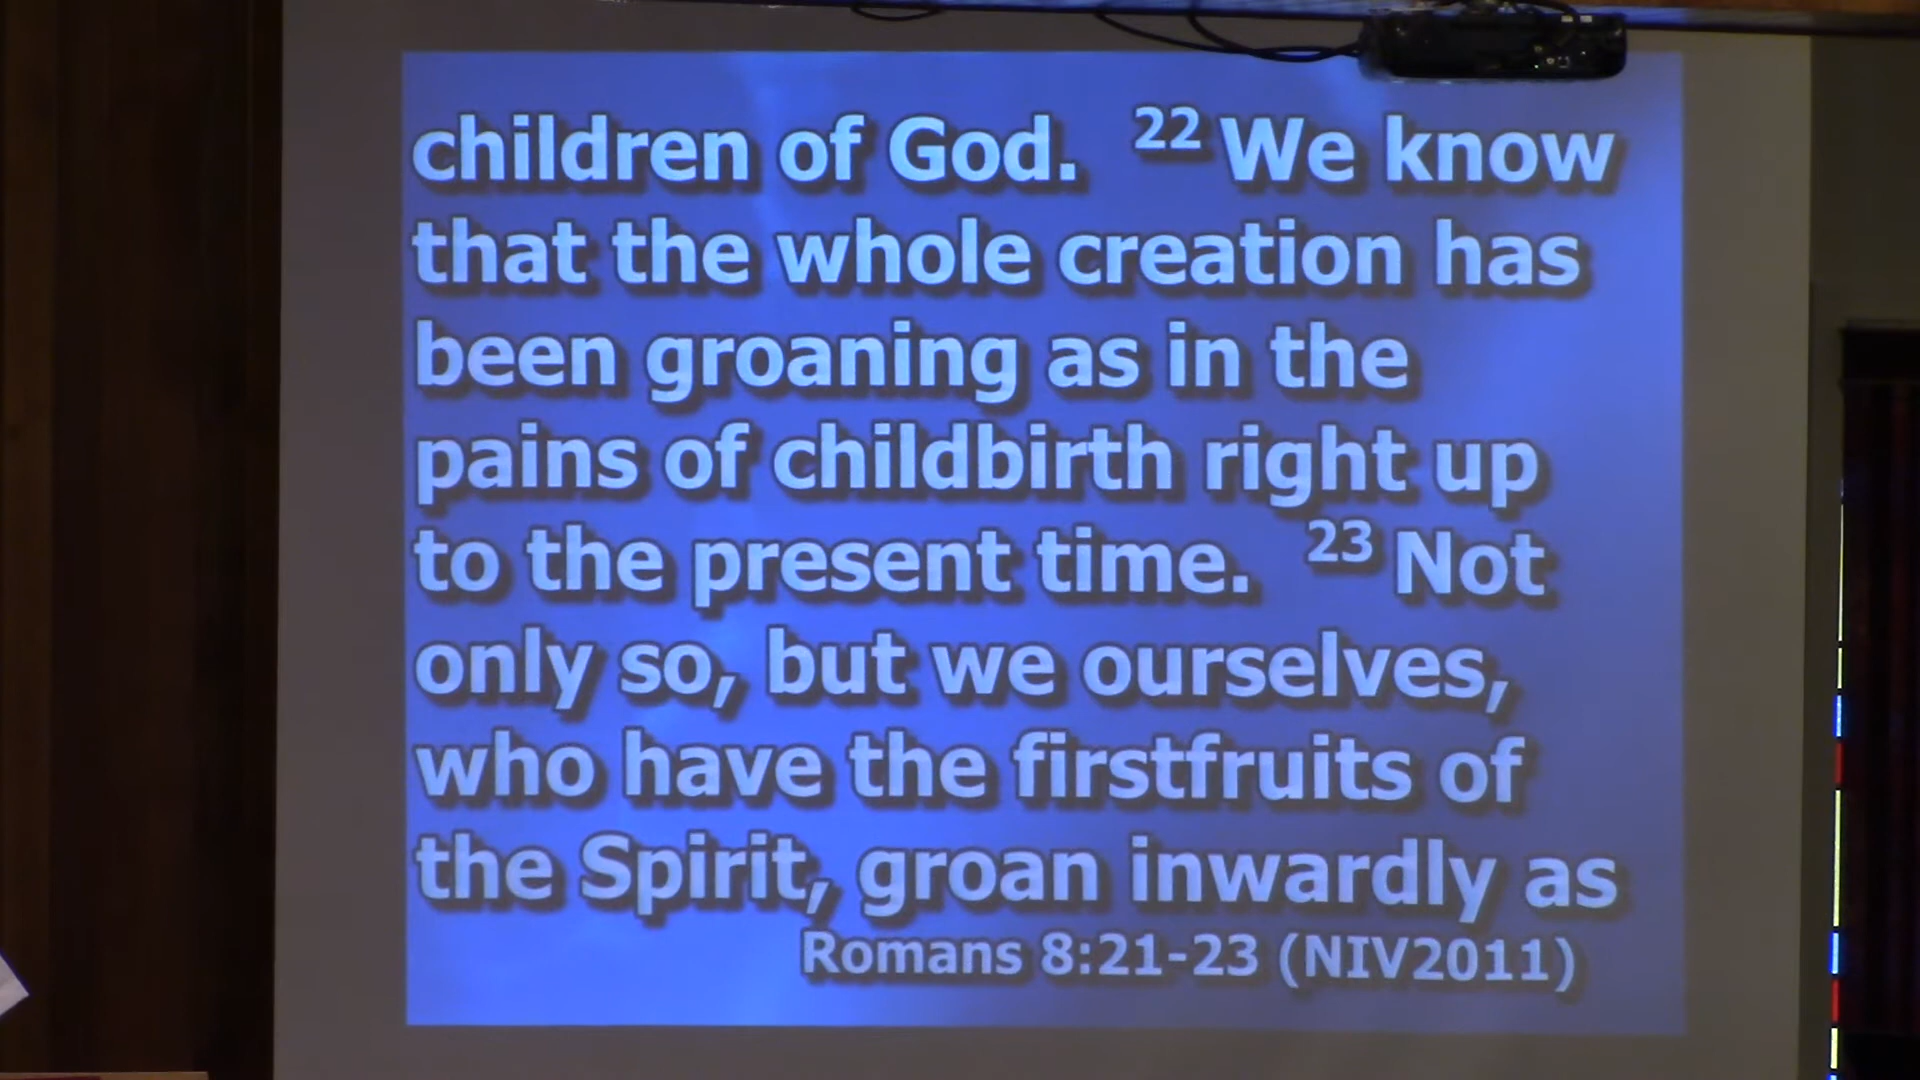 children of God. 22 We know
that the whole creation has
been groaning as in the
pains of childbirth right up
to the present time. 23 Not
only so, but we ourselves,
who have the firstfruits of
the Spirit, groan inwardly as
Romans 8:21-23 (NIV2011)